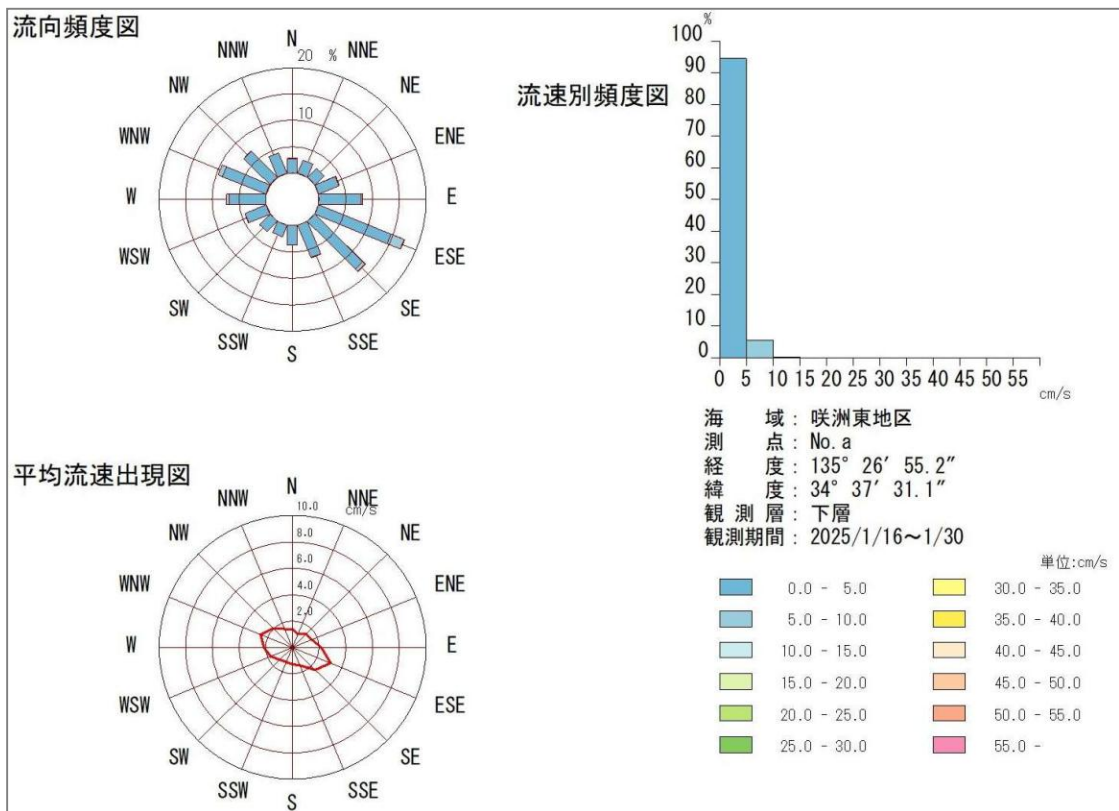 流向頻度図
N
20 %
10
NNE
NE
ENE
E
ESE
SE
SSE
S
SSW
SW
WSW
W
WNW
NW
NNW
流速別頻度図
%
100
90
80
70
60
50
40
30
20
10
0
0 5 10 15 20 25 30 35 40 45 50 55
cm/s
海　域 : 咲洲東地区
測　点 : No.a
経　度 : 135° 26′ 55.2″
緯　度 : 34° 37′ 31.1″
観測層 : 下層
観測期間 : 2025/1/16～1/30
単位:cm/s
0.0 - 5.0
5.0 - 10.0
10.0 - 15.0
15.0 - 20.0
20.0 - 25.0
25.0 - 30.0
30.0 - 35.0
35.0 - 40.0
40.0 - 45.0
45.0 - 50.0
50.0 - 55.0
55.0 -
平均流速出現図
N
10.0
cm/s
8.0
6.0
4.0
2.0
NNE
NE
ENE
E
ESE
SE
SSE
S
SSW
SW
WSW
W
WNW
NW
NNW